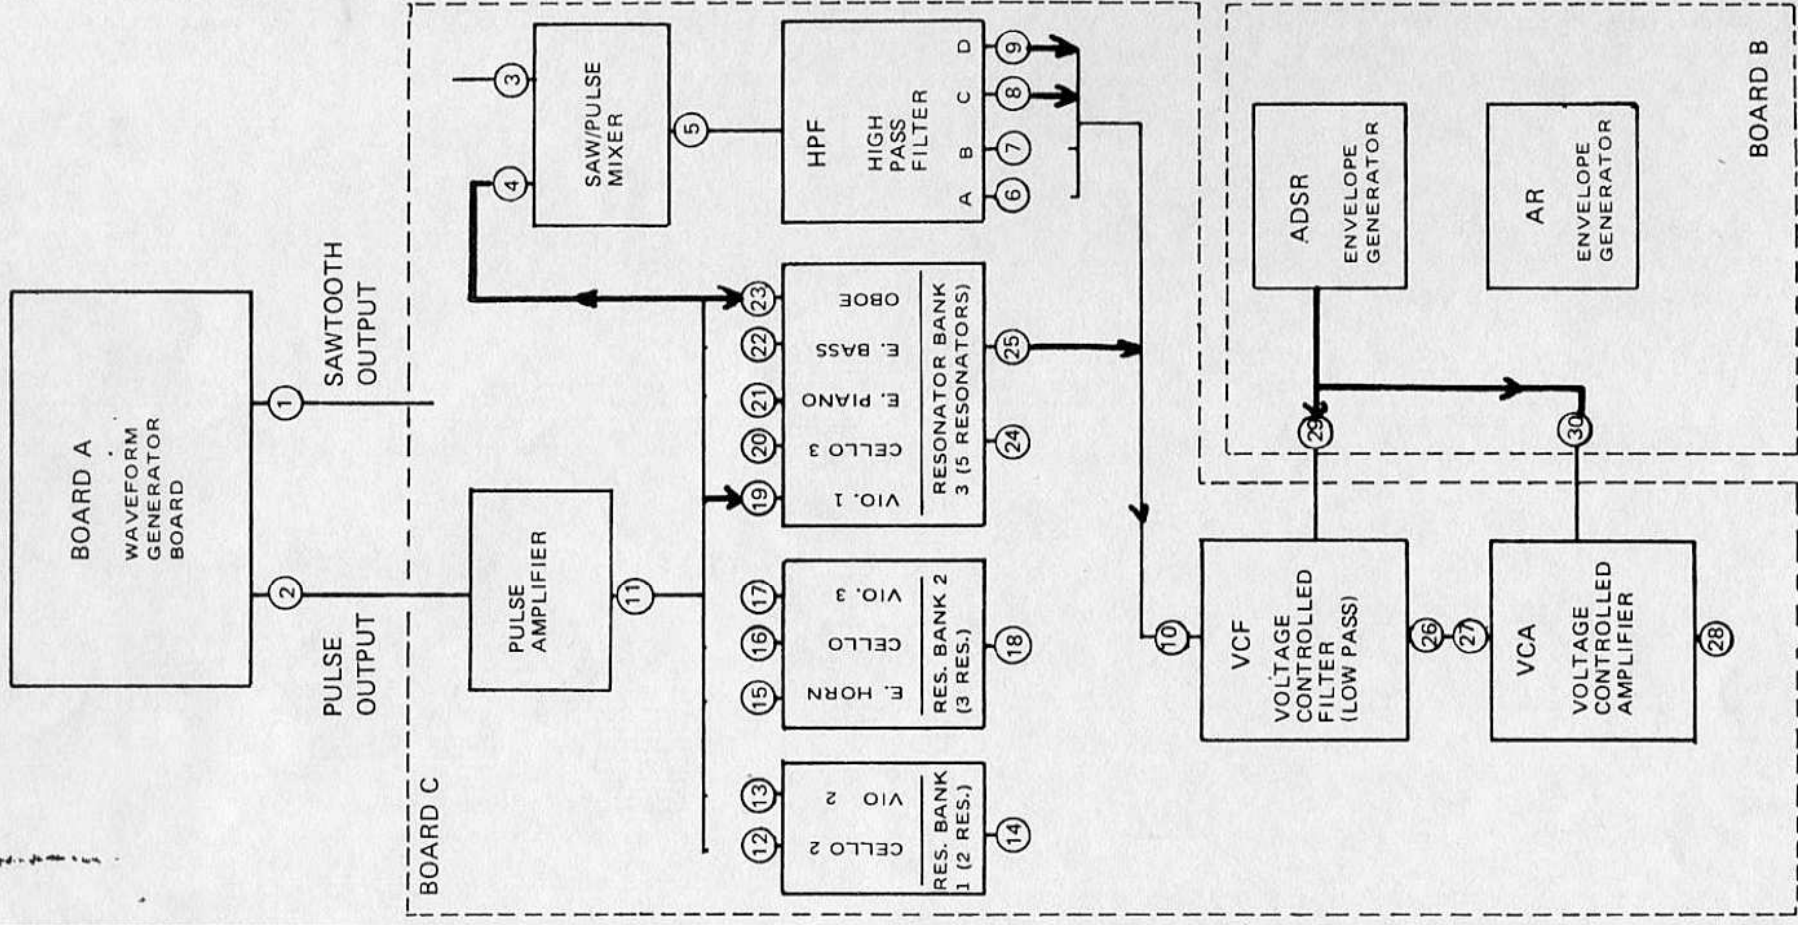 BOARD A
WAVEFORM
GENERATOR
BOARD
2
1
PULSE
OUTPUT
SAWTOOTH
OUTPUT
BOARD C
PULSE
AMPLIFIER
11
4
3
SAW/PULSE
MIXER
5
12
13
15
16
17
19
20
21
22
23
CELLO 2
VIO 2
RES. BANK
1 (2 RES.)
14
E. HORN
CELLO
VIO. 3
RES. BANK 2
(3 RES.)
18
VIO. 1
CELLO 3
E. PIANO
E. BASS
OBOE
RESONATOR BANK
3 (5 RESONATORS)
24
25
HPF
HIGH
PASS
FILTER
A
B
C
D
6
7
8
9
10
VCF
VOLTAGE
CONTROLLED
FILTER
(LOW PASS)
26
27
VCA
VOLTAGE
CONTROLLED
AMPLIFIER
28
29
30
ADSR
ENVELOPE
GENERATOR
AR
ENVELOPE
GENERATOR
BOARD B